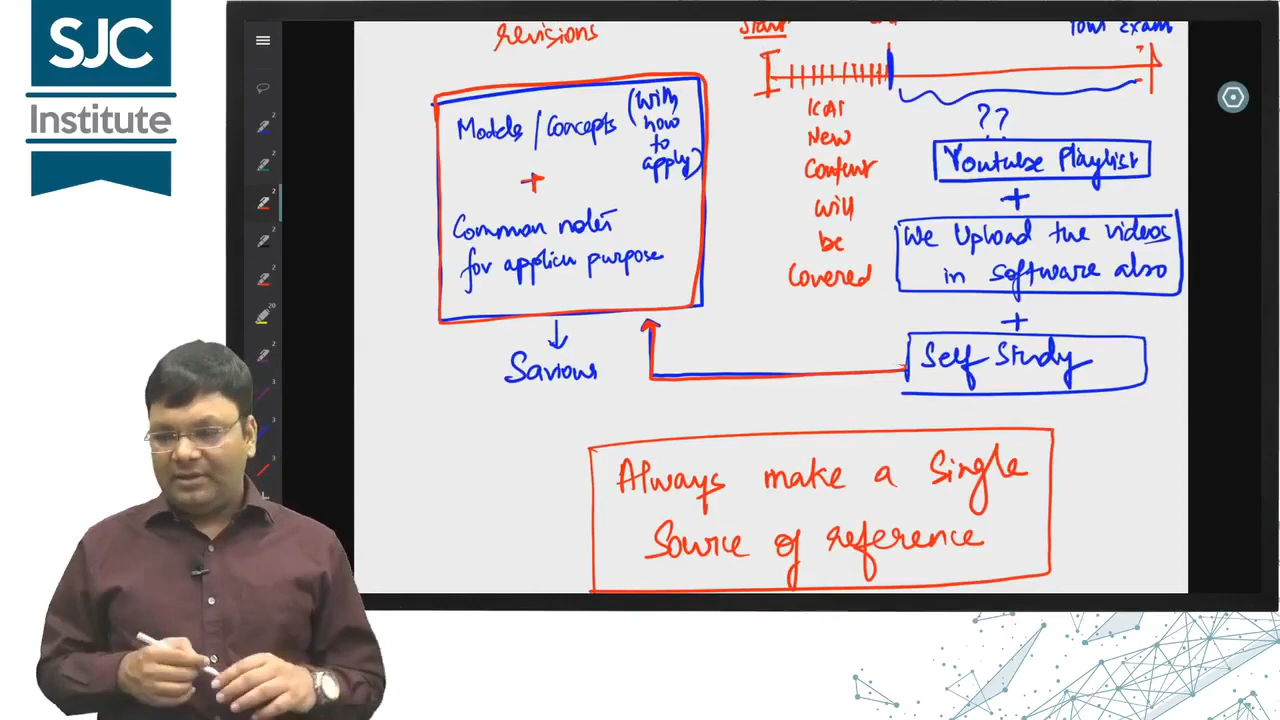 SJC
Institute
revisions
Models / Concepts (with how to apply)
+
Common notes
for applicn purpose
Saviour
Start
Your Exam
ICAI
New
Content
will
be
Covered
??
Youtube Playlist
+
We Upload the videos
in software also
+
Self Study
Always make a Single
Source of reference